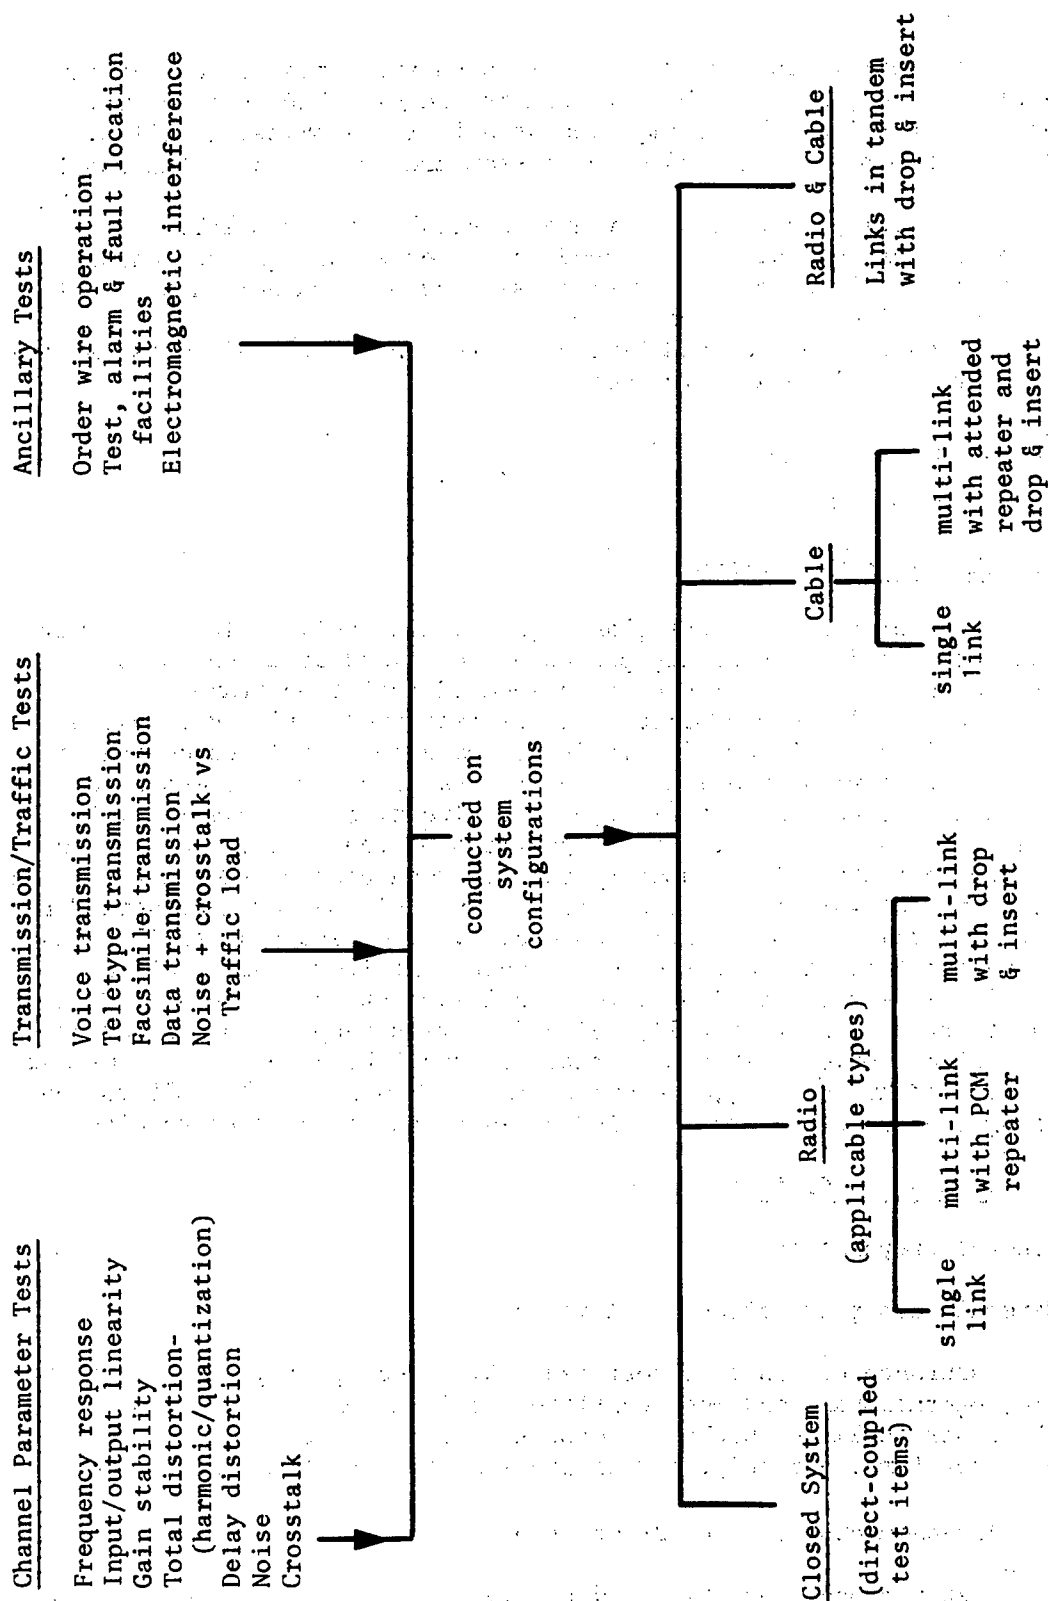 Channel Parameter Tests
Frequency response
Input/output linearity
Gain stability
Total distortion-
(harmonic/quantization)
Delay distortion
Noise
Crosstalk
Transmission/Traffic Tests
Voice transmission
Teletype transmission
Facsimile transmission
Data transmission
Noise + crosstalk vs
Traffic load
Ancillary Tests
Order wire operation
Test, alarm & fault location
facilities
Electromagnetic interference
conducted on
system
configurations
Closed System
(direct-coupled
test items)
Radio
(applicable types)
single
link
multi-link
with PCM
repeater
multi-link
with drop
& insert
Cable
single
link
multi-link
with attended
repeater and
drop & insert
Radio & Cable
Links in tandem
with drop & insert